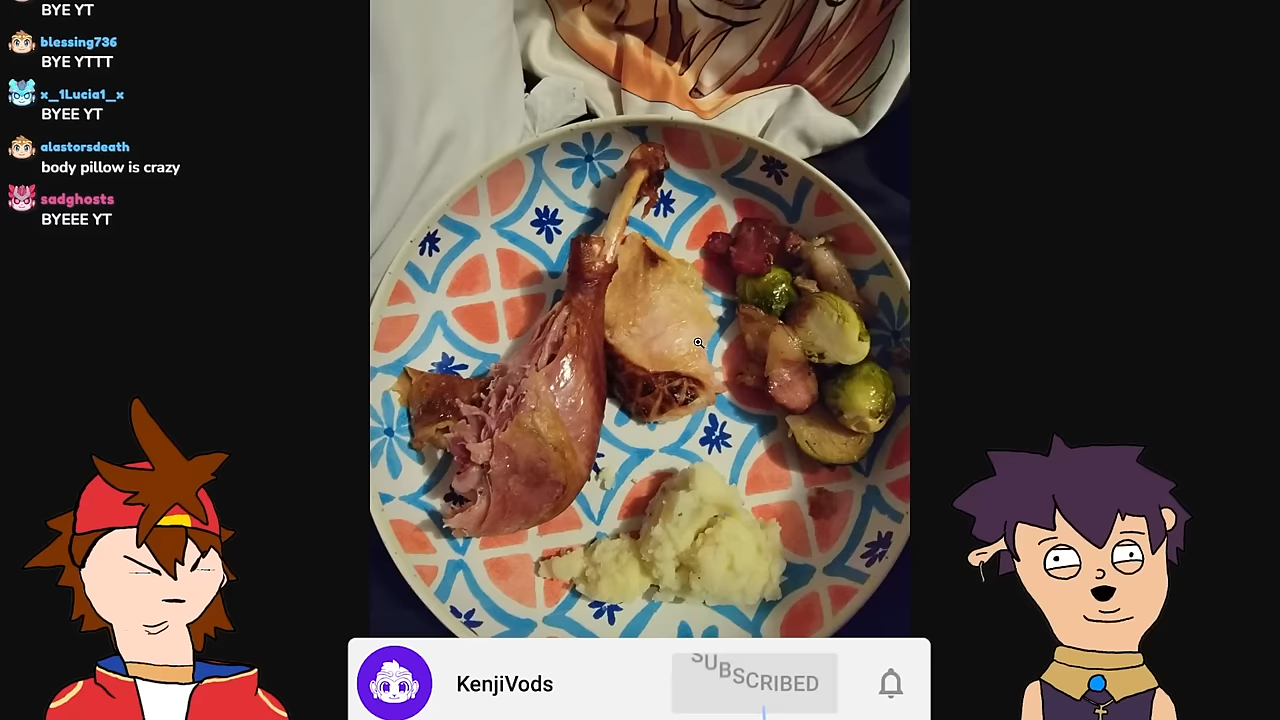 BYE YT
blessing736
BYE YTTT
x_1Lucia1_x
BYEE YT
alastorsdeath
body pillow is crazy
sadghosts
BYEEE YT
KenjiVods
SUBSCRIBED